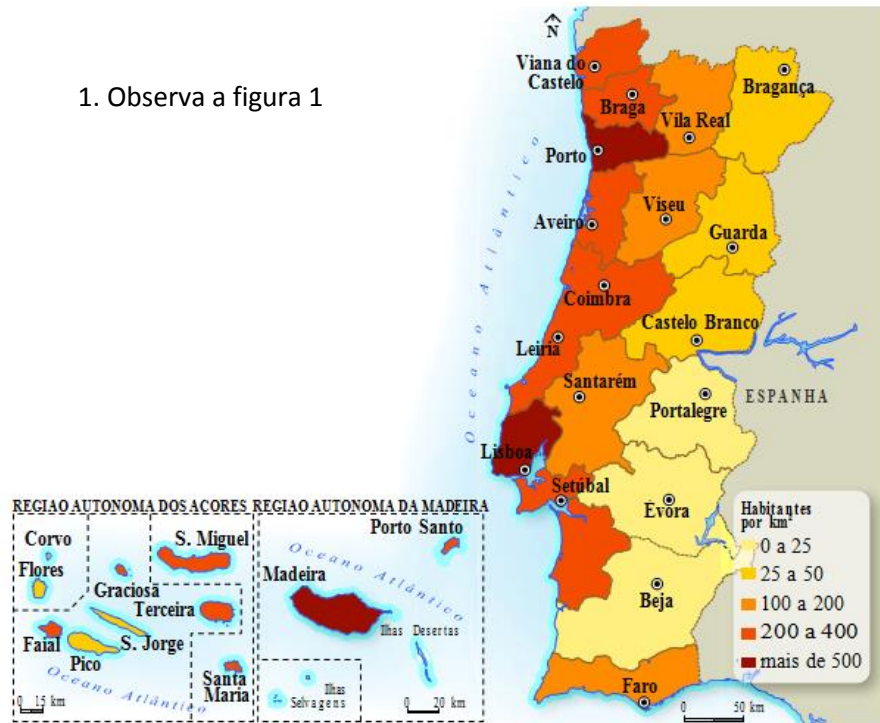 1. Observa a figura 1
N
Viana do
Castelo
Braga
Bragança
Vila Real
Porto
Oceano Atlântico
Viseu
Aveiro
Guarda
Coimbra
Castelo Branco
Leiria
Santarém
ESPANHA
Portalegre
Lisboa
Setúbal
Évora
Beja
Faro
0 50 km
Habitantes
por km²
0 a 25
25 a 50
100 a 200
200 a 400
mais de 500
REGIAO AUTONOMA DOS AÇORES
Corvo
Flores
S. Miguel
Graciosa
Terceira
Faial
S. Jorge
Pico
Santa
Maria
Oceano Atlântico
0 15 km
REGIAO AUTONOMA DA MADEIRA
Porto Santo
Oceano Atlântico
Madeira
Ilhas Desertas
Ilhas
Selvagens
0 20 km